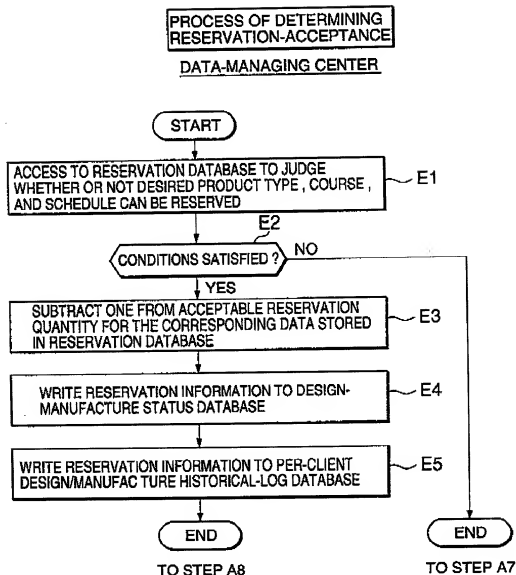 PROCESS OF DETERMINING
RESERVATION-ACCEPTANCE
DATA-MANAGING CENTER
START
ACCESS TO RESERVATION DATABASE TO JUDGE
WHETHER OR NOT DESIRED PRODUCT TYPE , COURSE ,
AND SCHEDULE CAN BE RESERVED
E1
E2
CONDITIONS SATISFIED ?
NO
YES
SUBTRACT ONE FROM ACCEPTABLE RESERVATION
QUANTITY FOR THE CORRESPONDING DATA STORED
IN RESERVATION DATABASE
E3
WRITE RESERVATION INFORMATION TO DESIGN-
MANUFACTURE STATUS DATABASE
E4
WRITE RESERVATION INFORMATION TO PER-CLIENT
DESIGN/MANUFAC TURE HISTORICAL-LOG DATABASE
E5
END
END
TO STEP A8
TO STEP A7